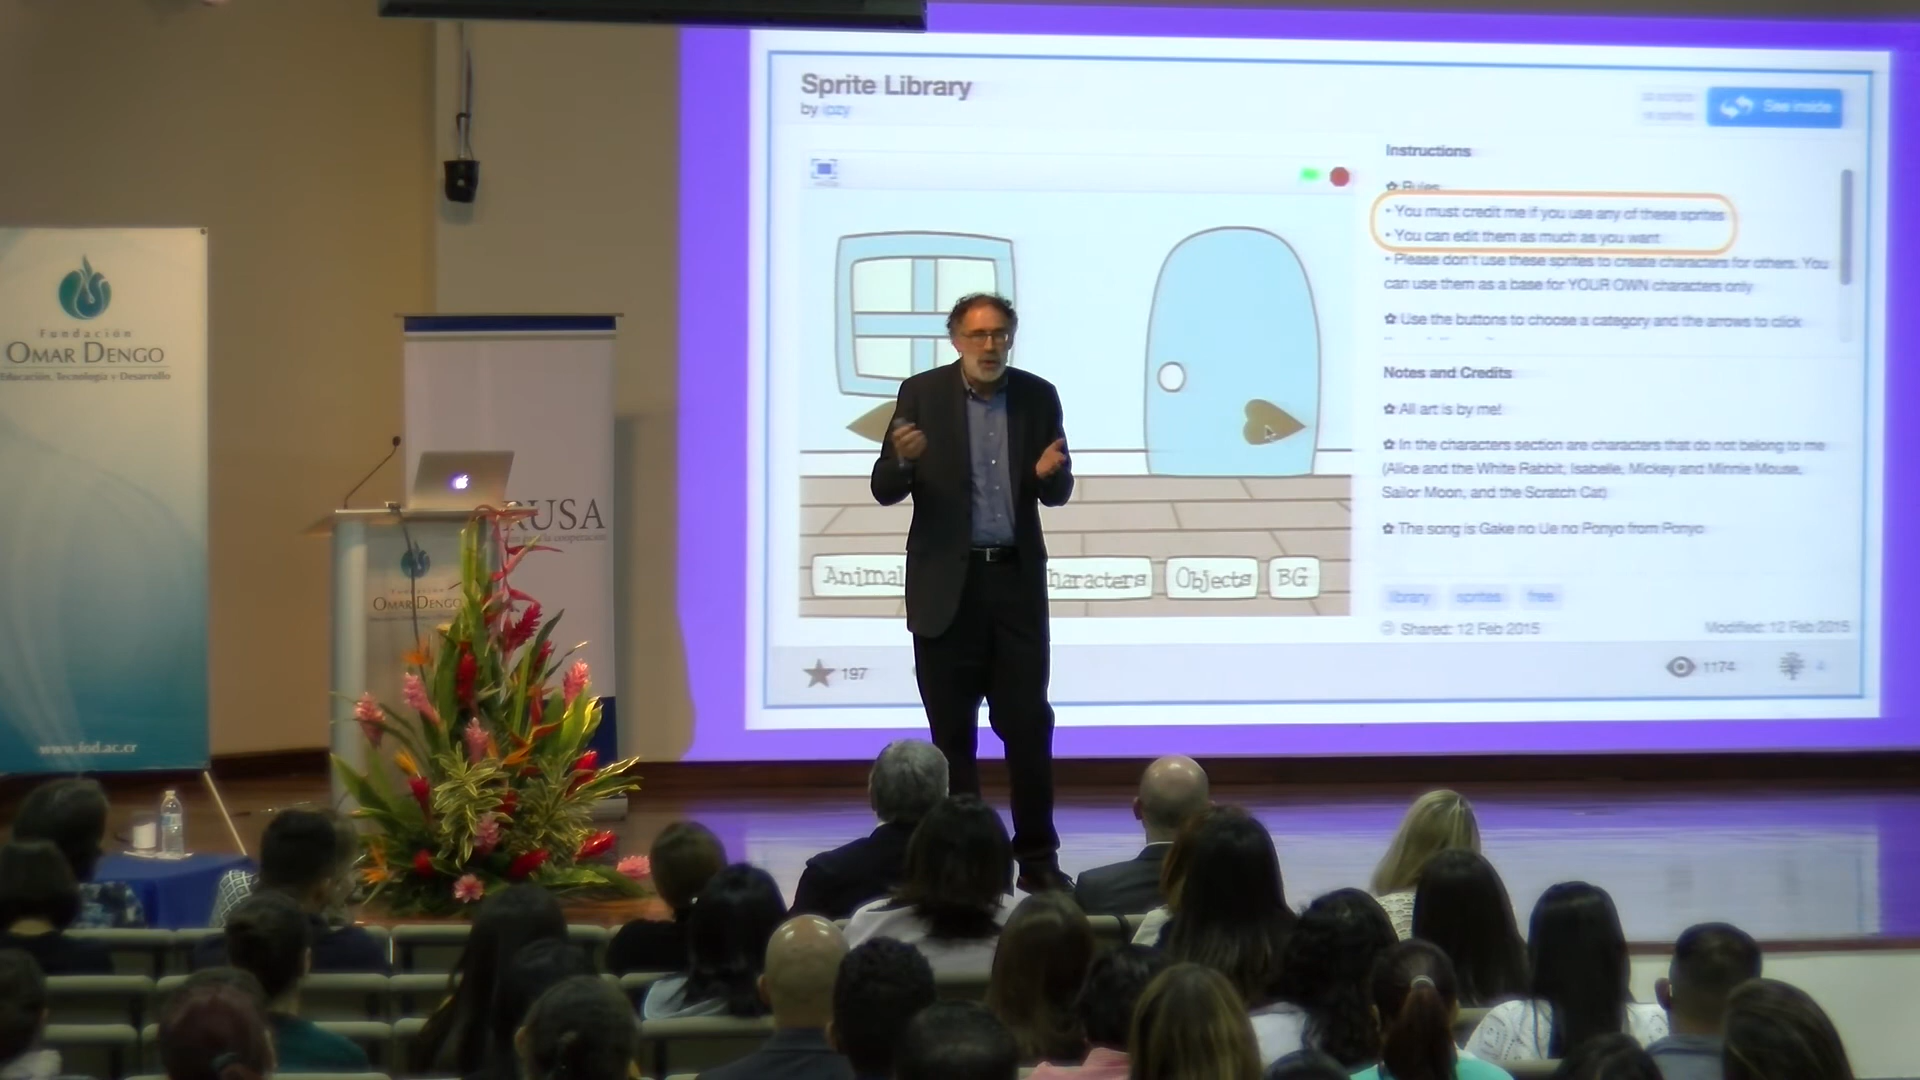 Sprite Library
by ipzy
See inside
Instructions
✿ Rules
• You must credit me if you use any of these sprites
• You can edit them as much as you want
• Please don't use these sprites to create characters for others. You
can use them as a base for YOUR OWN characters only
✿ Use the buttons to choose a category and the arrows to click
Notes and Credits
✿ All art is by me!
✿ In the characters section are characters that do not belong to me
(Alice and the White Rabbit, Isabelle, Mickey and Minnie Mouse,
Sailor Moon, and the Scratch Cat)
✿ The song is Gake no Ue no Ponyo from Ponyo
Animal
haracters
Objects
BG
library sprites free
Shared: 12 Feb 2015 Modified: 12 Feb 2015
197
1174
4
Fundación
OMAR DENGO
Educación, Tecnología y Desarrollo
www.fod.ac.cr
RUSA
para la cooperación
Fundación
OMAR DENGO